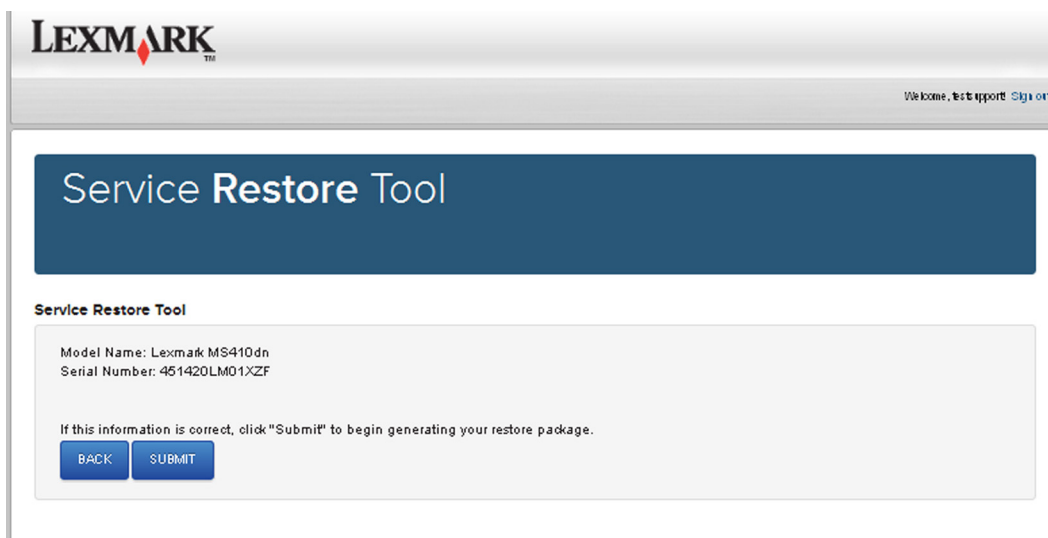 LEXMARK
TM
Welcome, testsupport! Sign out
Service Restore Tool
Service Restore Tool
Model Name: Lexmark MS410dn
Serial Number: 451420LM01XZF
If this information is correct, click "Submit" to begin generating your restore package.
BACK SUBMIT